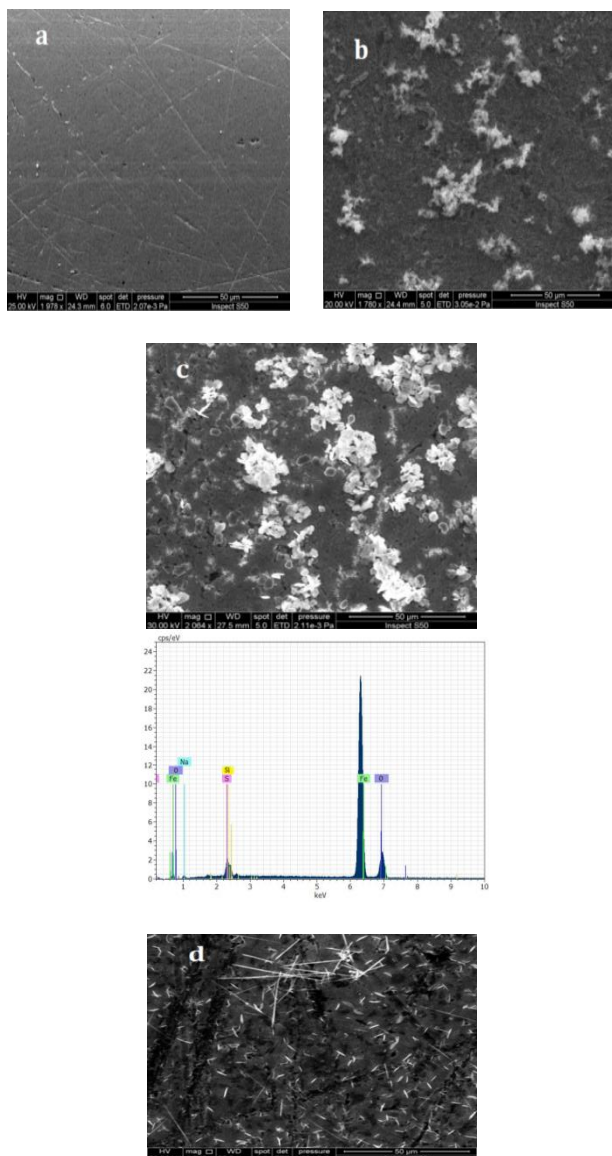 a
HV mag WD spot det pressure 50 µm
25.00 kV 1 978 x 24.3 mm 6.0 ETD 2.07e-3 Pa Inspect S50
b
HV mag WD spot det pressure 50 µm
20.00 kV 1 780 x 24.4 mm 5.0 ETD 3.05e-2 Pa Inspect S50
c
HV mag WD spot det pressure 50 µm
30.00 kV 2 064 x 27.5 mm 5.0 ETD 2.11e-3 Pa Inspect S50
cps/eV
24
22
20
18
16
14
12
10
8
6
4
2
0
Na
O
Fe
S
Fe
O
1 2 3 4 5 6 7 8 9 10
keV
d
HV mag WD spot det pressure 50 µm